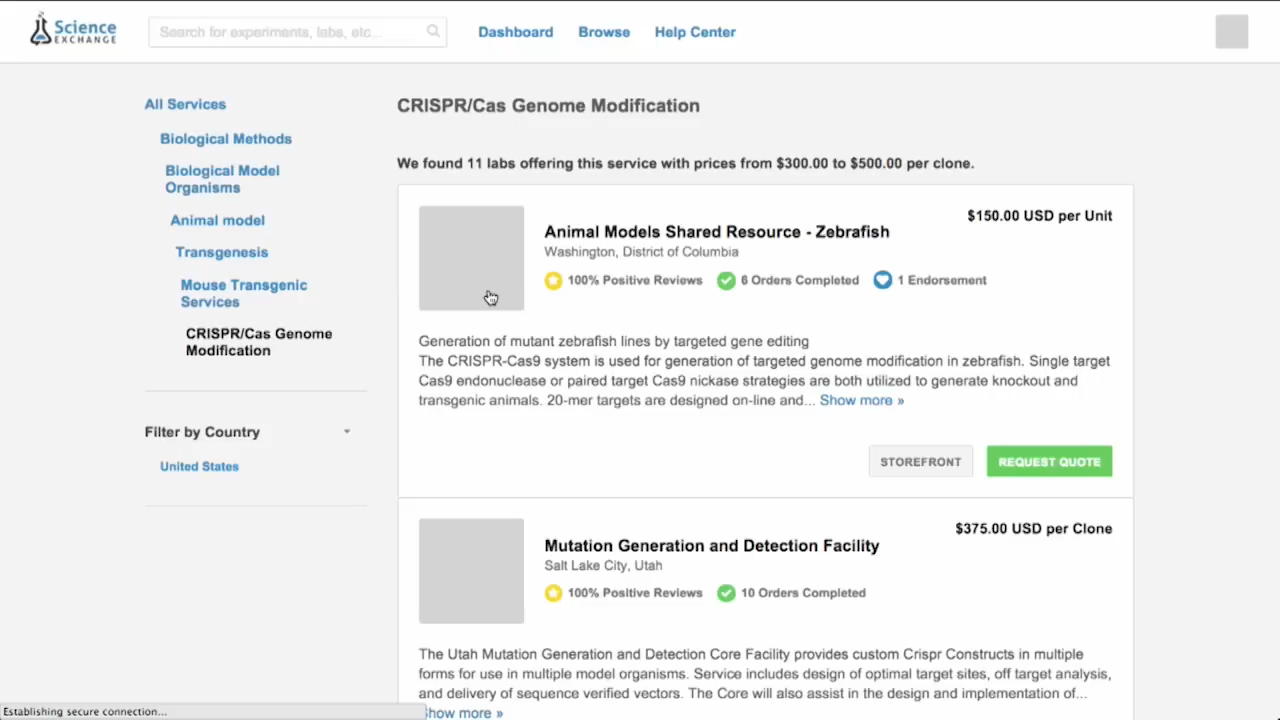 Science
EXCHANGE
Search for experiments, labs, etc...
Dashboard
Browse
Help Center
All Services
Biological Methods
Biological Model
Organisms
Animal model
Transgenesis
Mouse Transgenic
Services
CRISPR/Cas Genome
Modification
Filter by Country
United States
CRISPR/Cas Genome Modification
We found 11 labs offering this service with prices from $300.00 to $500.00 per clone.
$150.00 USD per Unit
Animal Models Shared Resource - Zebrafish
Washington, District of Columbia
100% Positive Reviews 6 Orders Completed 1 Endorsement
Generation of mutant zebrafish lines by targeted gene editing
The CRISPR-Cas9 system is used for generation of targeted genome modification in zebrafish. Single target
Cas9 endonuclease or paired target Cas9 nickase strategies are both utilized to generate knockout and
transgenic animals. 20-mer targets are designed on-line and... Show more »
STOREFRONT
REQUEST QUOTE
$375.00 USD per Clone
Mutation Generation and Detection Facility
Salt Lake City, Utah
100% Positive Reviews 10 Orders Completed
The Utah Mutation Generation and Detection Core Facility provides custom Crispr Constructs in multiple
forms for use in multiple model organisms. Service includes design of optimal target sites, off target analysis,
and delivery of sequence verified vectors. The Core will also assist in the design and implementation of...
Show more »
Establishing secure connection...